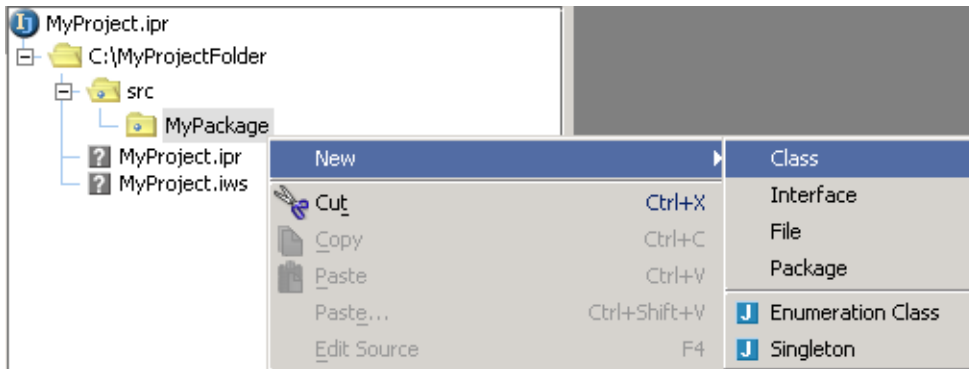 MyProject.ipr
C:\MyProjectFolder
src
MyPackage
MyProject.ipr
MyProject.iws
New
Cut Ctrl+X
Copy Ctrl+C
Paste Ctrl+V
Paste... Ctrl+Shift+V
Edit Source F4
Class
Interface
File
Package
J Enumeration Class
J Singleton